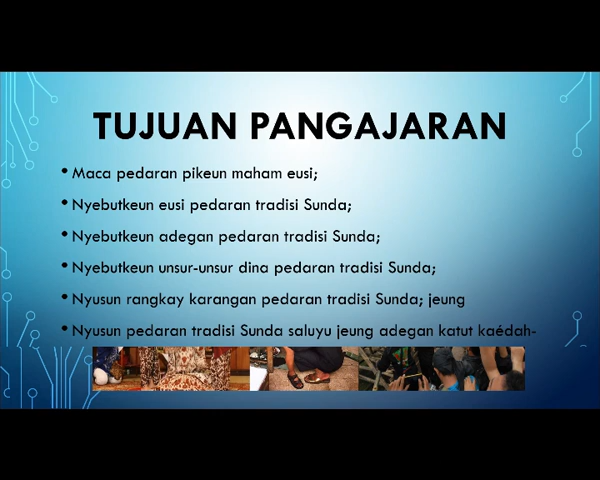 TUJUAN PANGAJARAN
• Maca pedaran pikeun maham eusi;
• Nyebutkeun eusi pedaran tradisi Sunda;
• Nyebutkeun adegan pedaran tradisi Sunda;
• Nyebutkeun unsur-unsur dina pedaran tradisi Sunda;
• Nyusun rangkay karangan pedaran tradisi Sunda; jeung
• Nyusun pedaran tradisi Sunda saluyu jeung adegan katut kaédah-